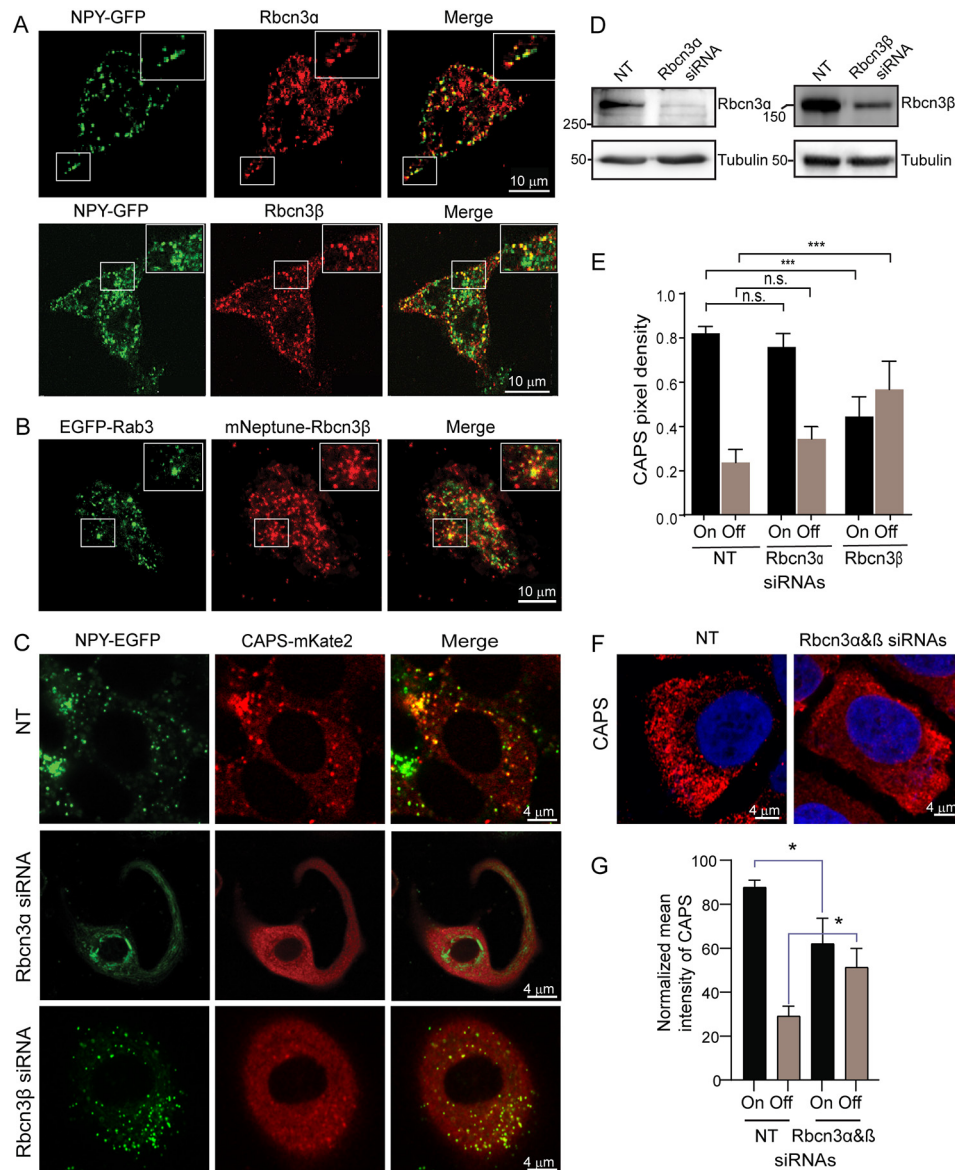 A
NPY-GFP Rbcn3α Merge
10 µm
NPY-GFP Rbcn3β Merge
10 µm
B
EGFP-Rab3 mNeptune-Rbcn3β Merge
10 µm
C
NPY-EGFP CAPS-mKate2 Merge
NT
4 µm
Rbcn3α siRNA
4 µm
Rbcn3β siRNA
4 µm
D
NT Rbcn3α siRNA
Rbcn3α
250
50 Tubulin
NT Rbcn3β siRNA
150 Rbcn3β
50 Tubulin
E
***
***
n.s.
n.s.
CAPS pixel density
0.8
0.6
0.4
0.2
0.0
On Off On Off On Off
NT Rbcn3α Rbcn3β
siRNAs
F
NT Rbcn3α&ß siRNAs
CAPS
4 µm 4 µm
G
*
*
Normalized mean
intensity of CAPS
100
80
60
40
20
0
On Off On Off
NT Rbcn3α&ß
siRNAs